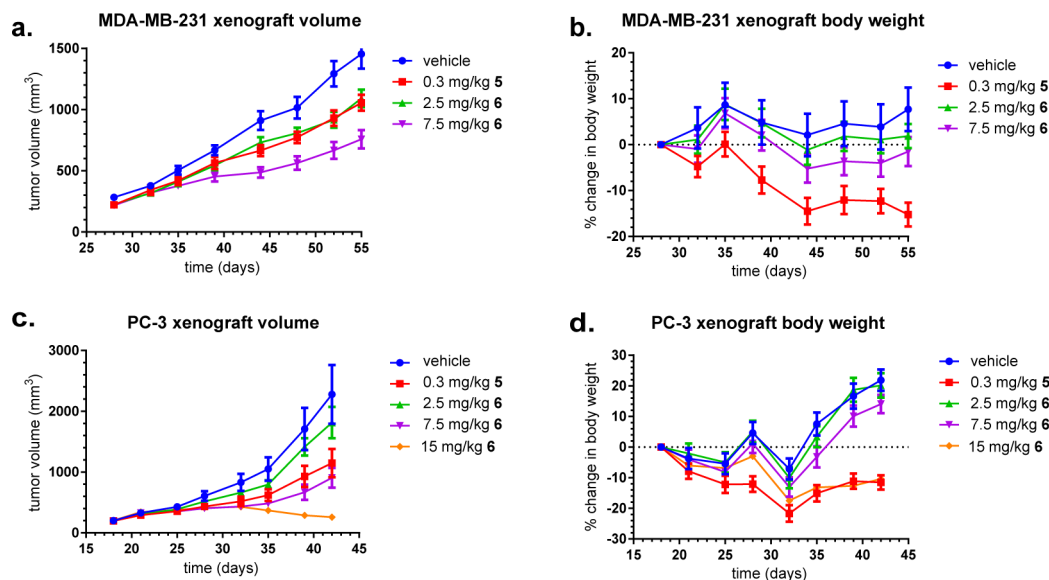 a.
MDA-MB-231 xenograft volume
tumor volume (mm³)
1500
1000
500
0
25 30 35 40 45 50 55
time (days)
vehicle
0.3 mg/kg 5
2.5 mg/kg 6
7.5 mg/kg 6
b.
MDA-MB-231 xenograft body weight
% change in body weight
20
10
0
-10
-20
25 30 35 40 45 50 55
time (days)
vehicle
0.3 mg/kg 5
2.5 mg/kg 6
7.5 mg/kg 6
c.
PC-3 xenograft volume
tumor volume (mm³)
3000
2000
1000
0
15 20 25 30 35 40 45
time (days)
vehicle
0.3 mg/kg 5
2.5 mg/kg 6
7.5 mg/kg 6
15 mg/kg 6
d.
PC-3 xenograft body weight
% change in body weight
30
20
10
0
-10
-20
-30
15 20 25 30 35 40 45
time (days)
vehicle
0.3 mg/kg 5
2.5 mg/kg 6
7.5 mg/kg 6
15 mg/kg 6